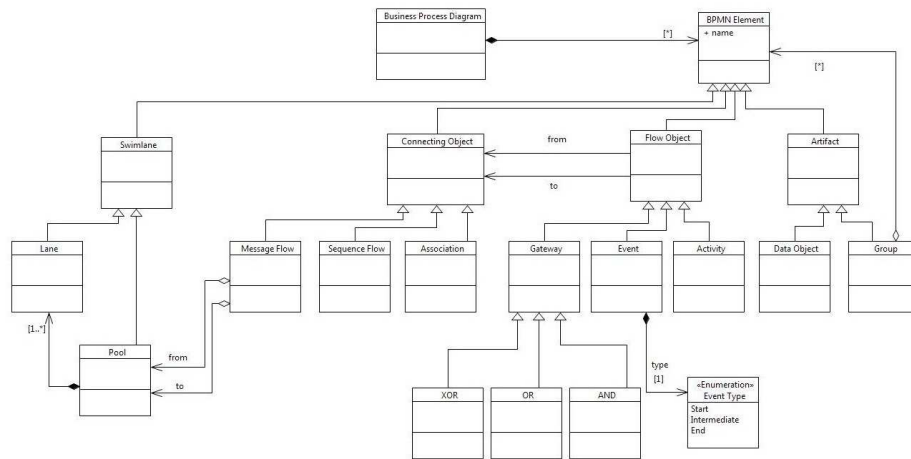 Business Process Diagram
BPMN Element
+ name
[*]
[*]
Swimlane
Connecting Object
from
to
Flow Object
Artifact
Lane
Message Flow
Sequence Flow
Association
Gateway
Event
Activity
Data Object
Group
[1..*]
Pool
from
to
type
[1]
XOR
OR
AND
«Enumeration»
Event Type
Start
Intermediate
End